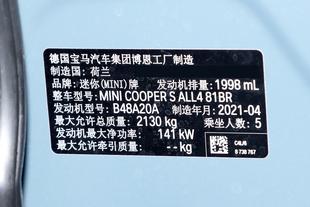 德国宝马汽车集团博恩工厂制造
制造国：荷兰
品牌：迷你(MINI)牌 发动机排量：1998 mL
整车型号：MINI COOPER S ALL4 81BR
发动机型号：B48A20A 制造年月：2021-04
最大允许总质量：2130 kg 乘坐人数：5
发动机最大净功率：141 kW
最大允许牵引质量：-- kg
C4L/6
6 736 767